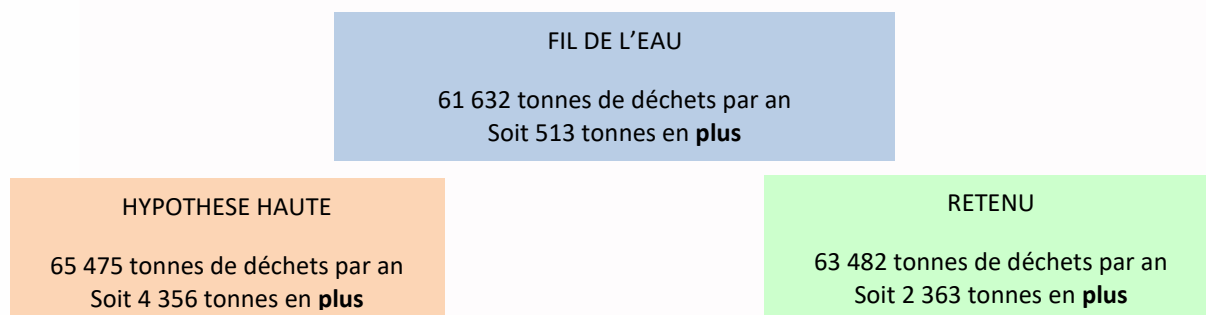 FIL DE L’EAU
61 632 tonnes de déchets par an
Soit 513 tonnes en plus
HYPOTHESE HAUTE
65 475 tonnes de déchets par an
Soit 4 356 tonnes en plus
RETENU
63 482 tonnes de déchets par an
Soit 2 363 tonnes en plus